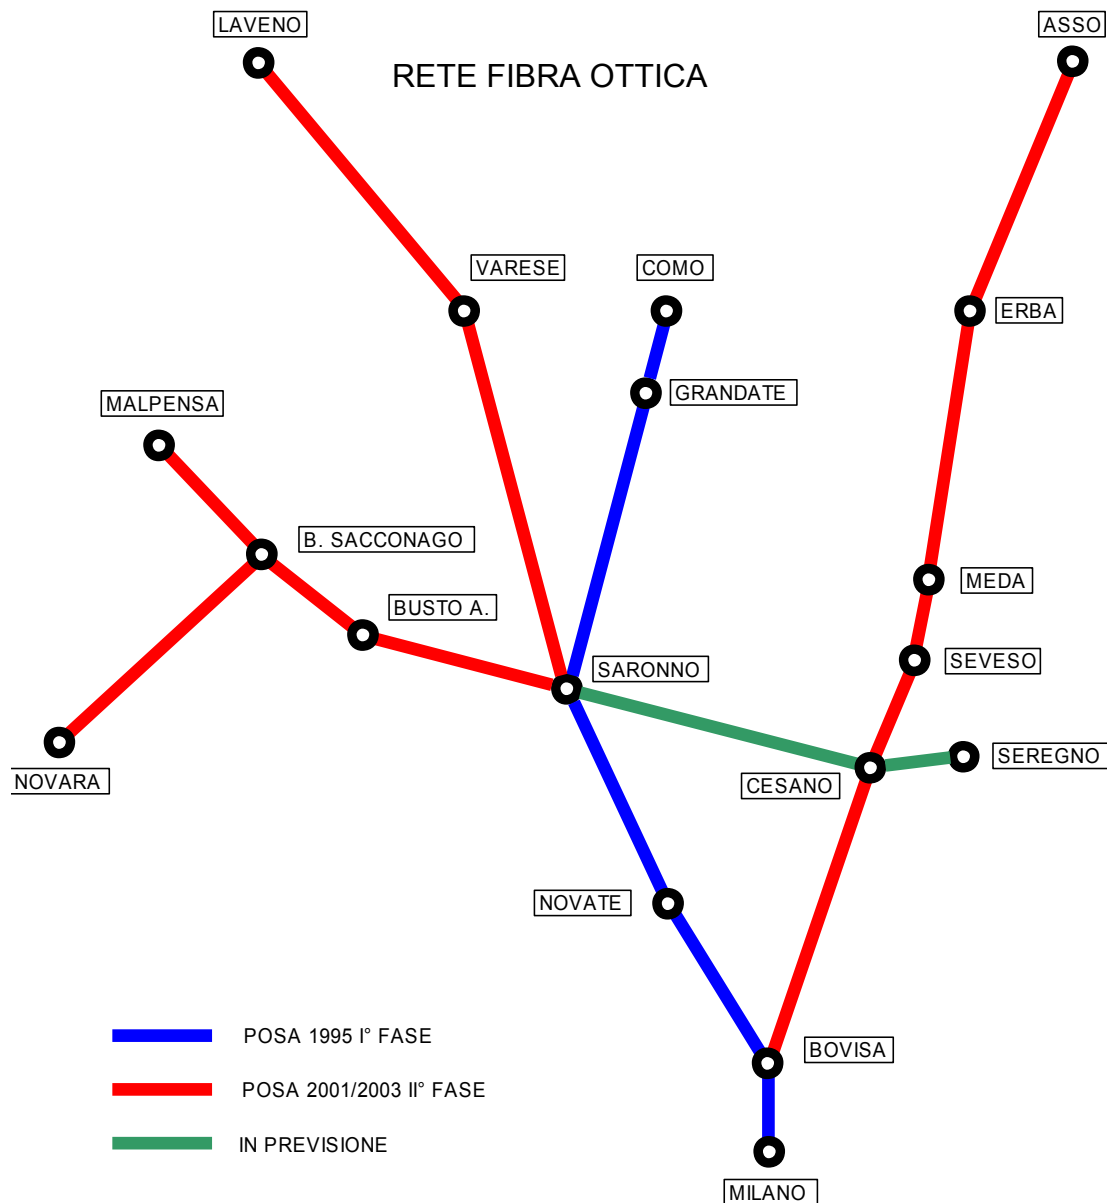 LAVENO
ASSO
RETE FIBRA OTTICA
VARESE
COMO
ERBA
GRANDATE
MALPENSA
B. SACCONAGO
MEDA
BUSTO A.
SEVESO
SARONNO
SEREGNO
NOVARA
CESANO
NOVATE
POSA 1995 I° FASE
BOVISA
POSA 2001/2003 II° FASE
IN PREVISIONE
MILANO